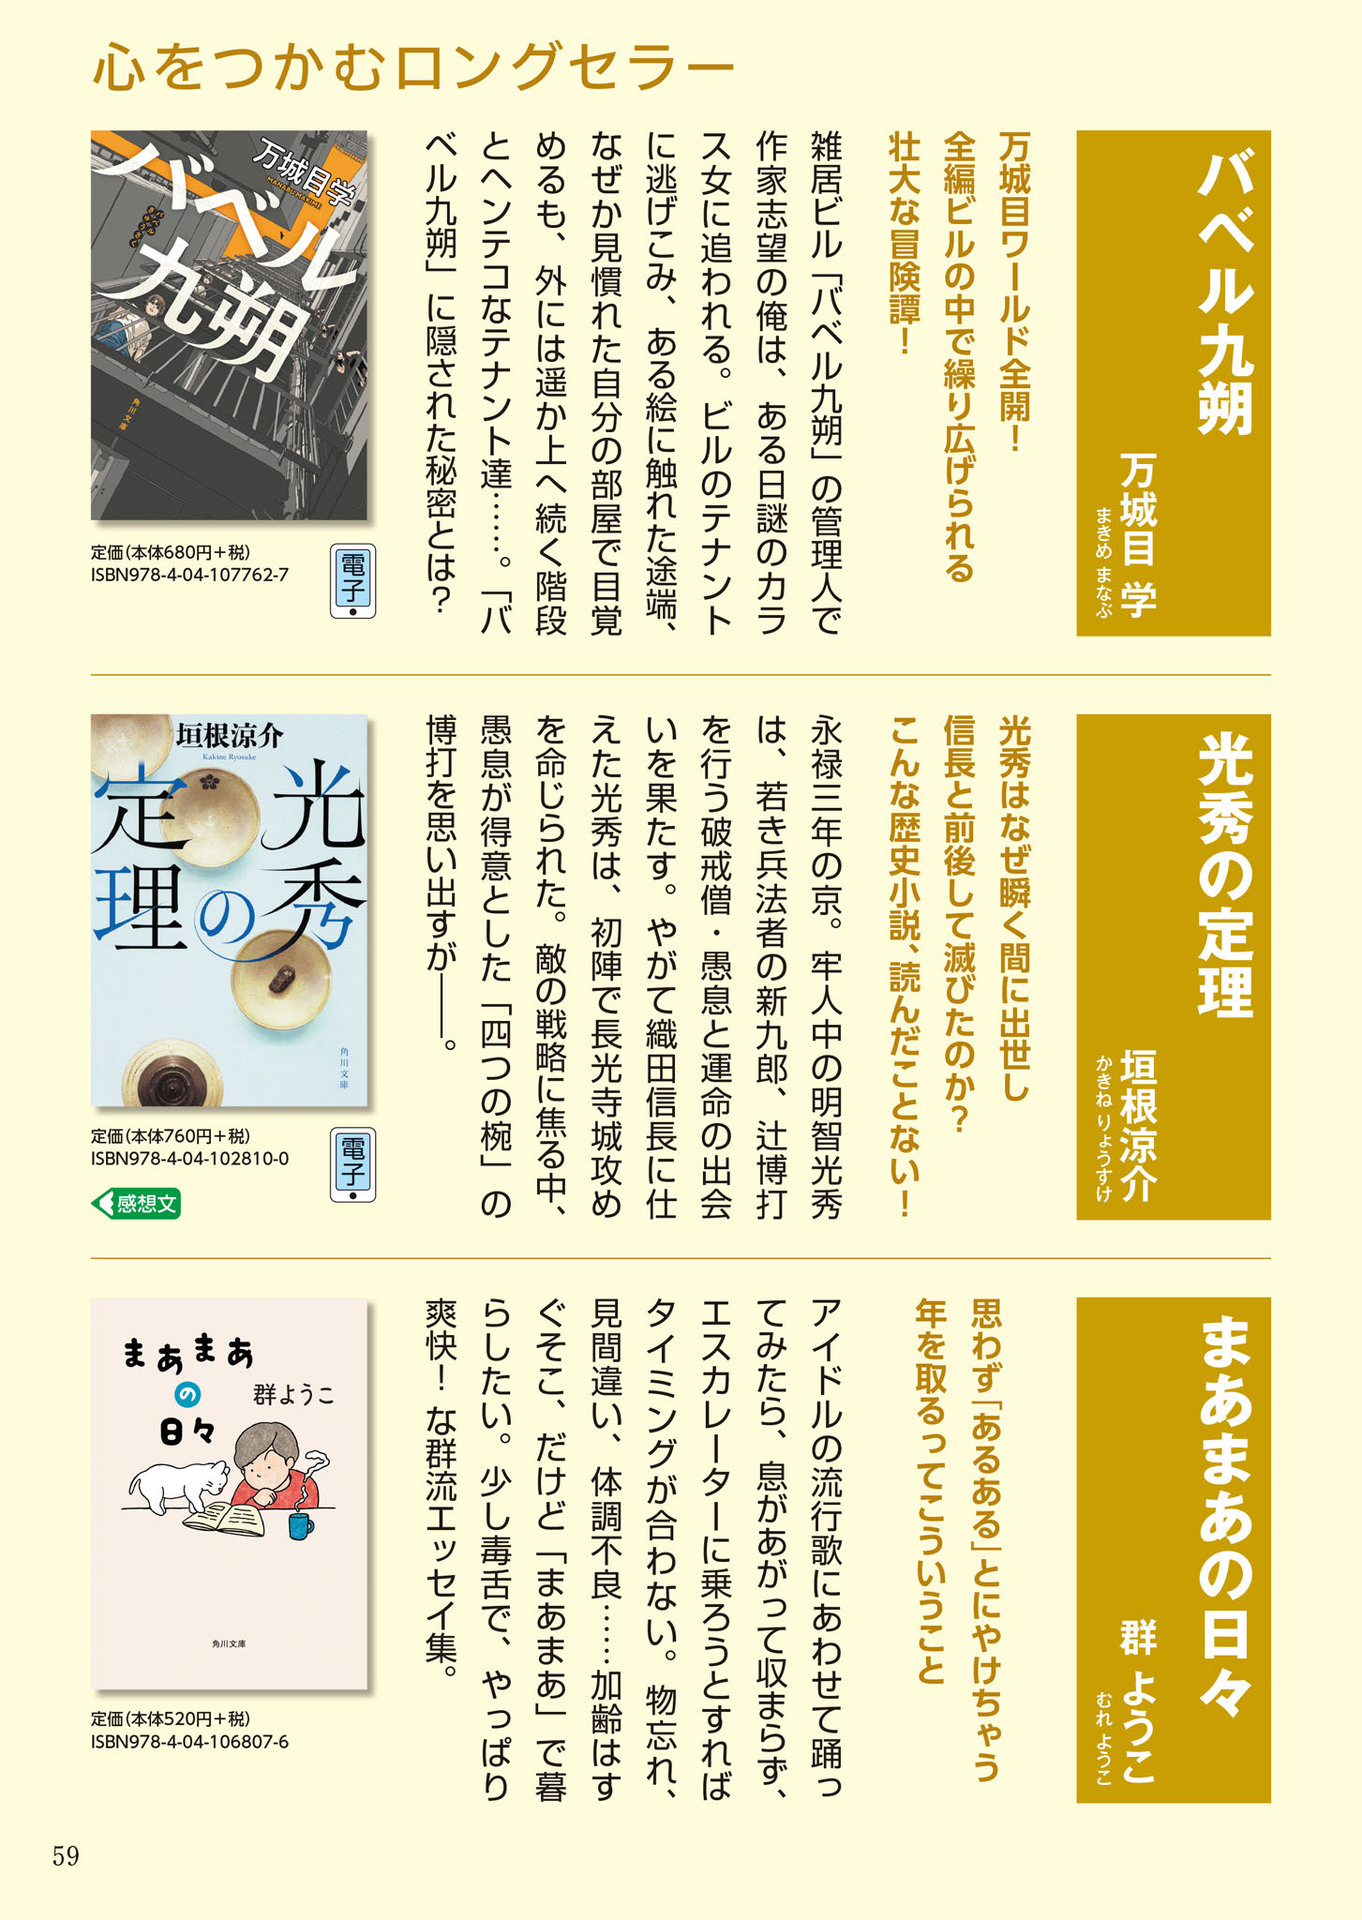 心をつかむロングセラー
バベル九朔
万城目 学
まきめ まなぶ
万城目ワールド全開！
全編ビルの中で繰り広げられる
壮大な冒険譚！
雑居ビル「バベル九朔」の管理人で
作家志望の俺は、ある日謎のカラ
ス女に追われる。ビルのテナント
に逃げこみ、ある絵に触れた途端、
なぜか見慣れた自分の部屋で目覚
めるも、外には遥か上へ続く階段
とヘンテコなテナント達……。「バ
ベル九朔」に隠された秘密とは？
万城目学
MANABU MAKIME
バベル
九朔
バベル
きゅうさく
角川文庫
定価（本体680円＋税）
ISBN978-4-04-107762-7
電子
光秀の定理
垣根涼介
かきね りょうすけ
光秀はなぜ瞬く間に出世し
信長と前後して滅びたのか？
こんな歴史小説、読んだことない！
永禄三年の京。牢人中の明智光秀
は、若き兵法者の新九郎、辻博打
を行う破戒僧・愚息と運命の出会
いを果たす。やがて織田信長に仕
えた光秀は、初陣で長光寺城攻め
を命じられた。敵の戦略に焦る中、
愚息が得意とした「四つの椀」の
博打を思い出すが――。
垣根涼介
Kakine Ryosuke
光秀の
定理
角川文庫
定価（本体760円＋税）
ISBN978-4-04-102810-0
電子
感想文
まあまあの日々
群 ようこ
むれ ようこ
思わず「あるある」とにやけちゃう
年を取るってこういうこと
アイドルの流行歌にあわせて踊っ
てみたら、息があがって収まらず、
エスカレーターに乗ろうとすれば
タイミングが合わない。物忘れ、
見間違い、体調不良……加齢はす
ぐそこ、だけど「まあまあ」で暮
らしたい。少し毒舌で、やっぱり
爽快！な群流エッセイ集。
まあまあ
の
日々
群ようこ
角川文庫
定価（本体520円＋税）
ISBN978-4-04-106807-6
59